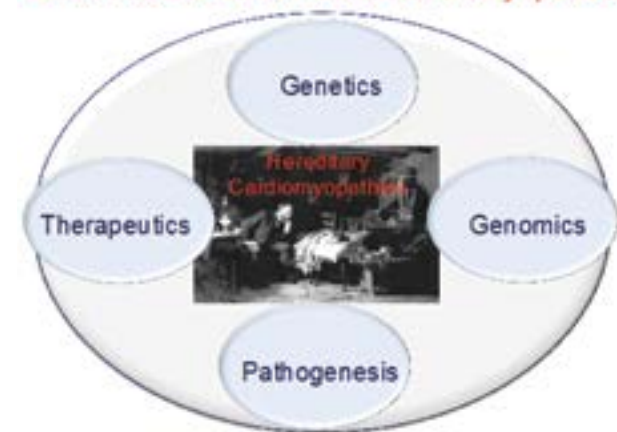 Genetics
Hereditary
Cardiomyopathies
Therapeutics
Genomics
Pathogenesis